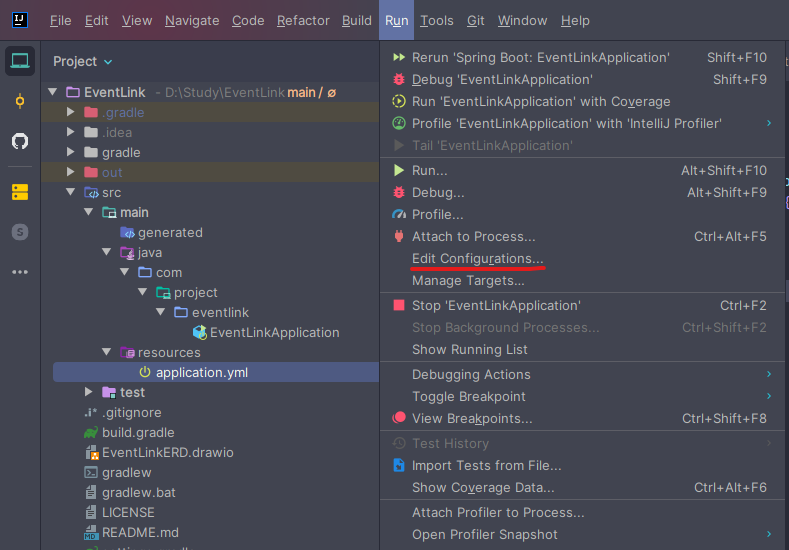 IJ File Edit View Navigate Code Refactor Build Run Tools Git Window Help
Project
EventLink - D:\Study\EventLink main / ø
.gradle
.idea
gradle
out
src
main
generated
java
com
project
eventlink
EventLinkApplication
resources
application.yml
test
.gitignore
build.gradle
EventLinkERD.drawio
gradlew
gradlew.bat
LICENSE
README.md
Rerun 'Spring Boot: EventLinkApplication' Shift+F10
Debug 'EventLinkApplication' Shift+F9
Run 'EventLinkApplication' with Coverage
Profile 'EventLinkApplication' with 'IntelliJ Profiler'
Tail 'EventLinkApplication'
Run... Alt+Shift+F10
Debug... Alt+Shift+F9
Profile...
Attach to Process... Ctrl+Alt+F5
Edit Configurations...
Manage Targets...
Stop 'EventLinkApplication' Ctrl+F2
Stop Background Processes... Ctrl+Shift+F2
Show Running List
Debugging Actions
Toggle Breakpoint
View Breakpoints... Ctrl+Shift+F8
Test History
Import Tests from File...
Show Coverage Data... Ctrl+Alt+F6
Attach Profiler to Process...
Open Profiler Snapshot